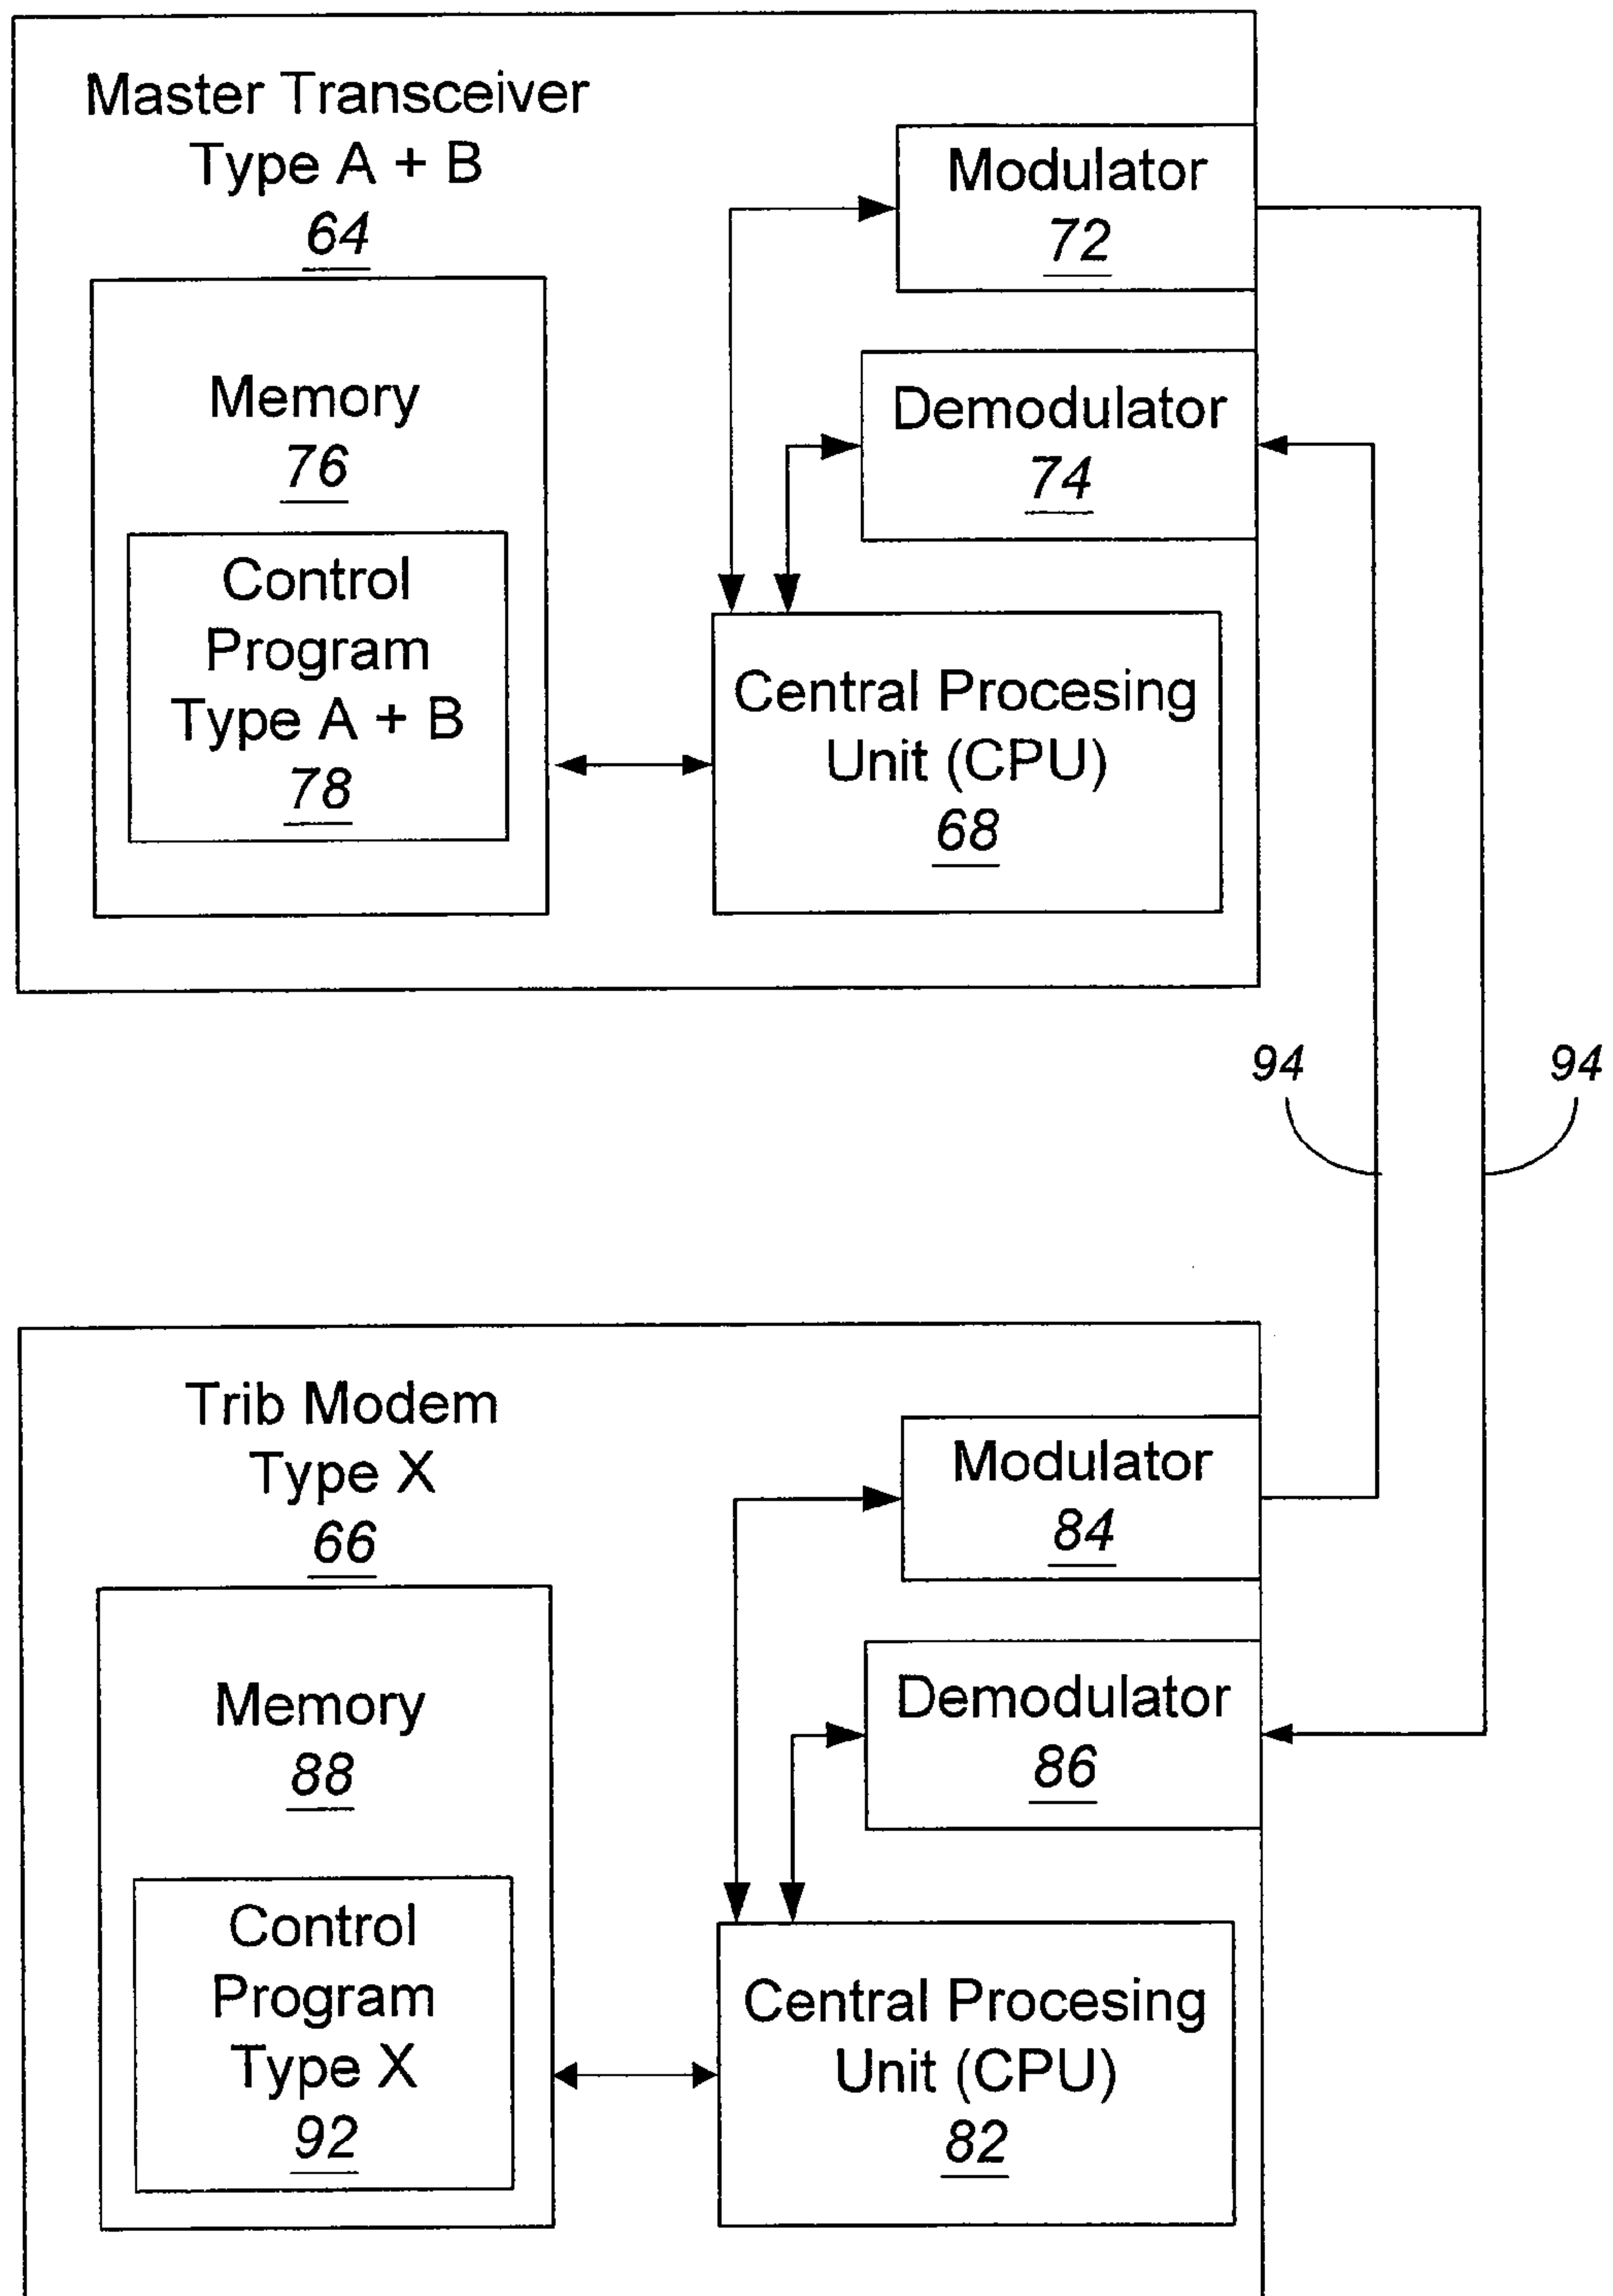 Master Transceiver
Type A + B
64
Modulator
72
Memory
76
Demodulator
74
Control
Program
Type A + B
78
Central Procesing
Unit (CPU)
68
94
94
Trib Modem
Type X
66
Modulator
84
Memory
88
Demodulator
86
Control
Program
Type X
92
Central Procesing
Unit (CPU)
82